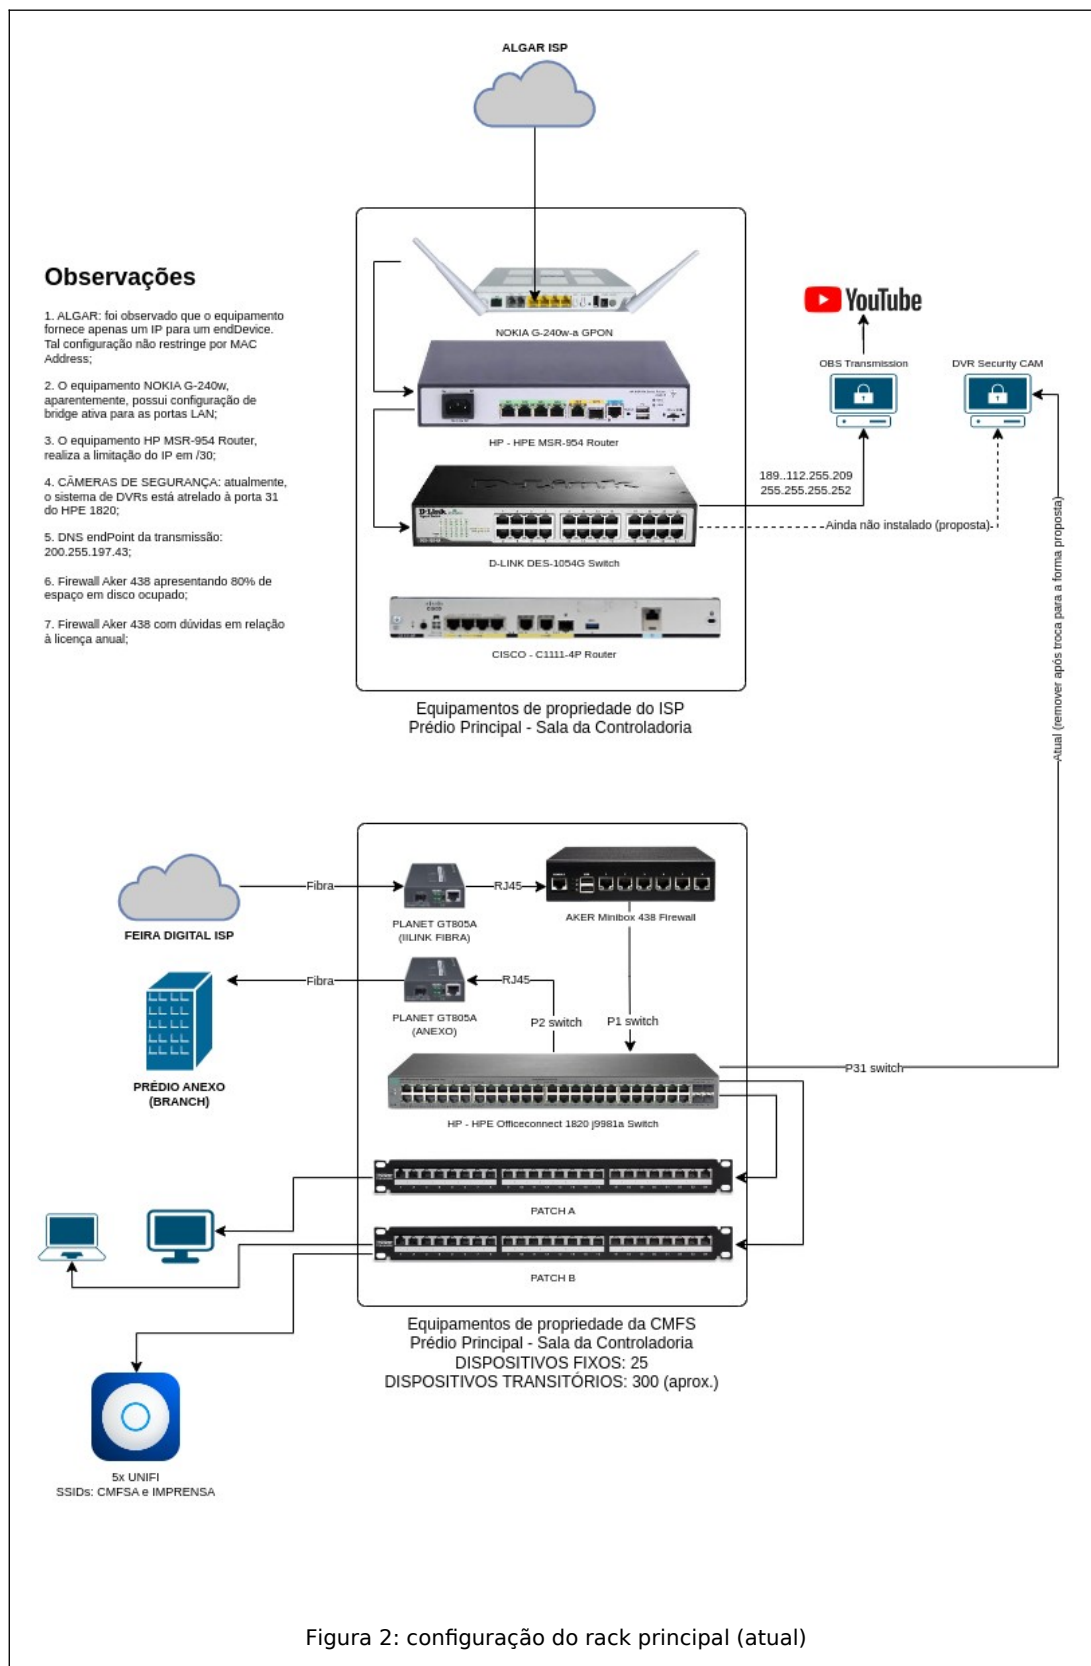 ALGAR ISP
Observações
1. ALGAR: foi observado que o equipamento
fornece apenas um IP para um endDevice.
Tal configuração não restringe por MAC
Address;
2. O equipamento NOKIA G-240w,
aparentemente, possui configuração de
bridge ativa para as portas LAN;
3. O equipamento HP MSR-954 Router,
realiza a limitação do IP em /30;
4. CÂMERAS DE SEGURANÇA: atualmente,
o sistema de DVRs está atrelado à porta 31
do HPE 1820;
5. DNS endPoint da transmissão:
200.255.197.43;
6. Firewall Aker 438 apresentando 80% de
espaço em disco ocupado;
7. Firewall Aker 438 com dúvidas em relação
à licença anual;
NOKIA G-240w-a GPON
HP - HPE MSR-954 Router
D-Link
D-Link
D-LINK DES-1054G Switch
CISCO
CISCO - C1111-4P Router
Equipamentos de propriedade do ISP
Prédio Principal - Sala da Controladoria
YouTube
OBS Transmission
DVR Security CAM
189..112.255.209
255.255.255.252
Ainda não instalado (proposta)
Atual (remover após troca para a forma proposta)
FEIRA DIGITAL ISP
Fibra
PLANET GT805A
(IILINK FIBRA)
RJ45
AKER Minibox 438 Firewall
PRÉDIO ANEXO
(BRANCH)
Fibra
PLANET GT805A
(ANEXO)
RJ45
P2 switch
P1 switch
P31 switch
HP - HPE Officeconnect 1820 j9981a Switch
PATCH A
PATCH B
Equipamentos de propriedade da CMFS
Prédio Principal - Sala da Controladoria
DISPOSITIVOS FIXOS: 25
DISPOSITIVOS TRANSITÓRIOS: 300 (aprox.)
5x UNIFI
SSIDs: CMFSA e IMPRENSA
Figura 2: configuração do rack principal (atual)